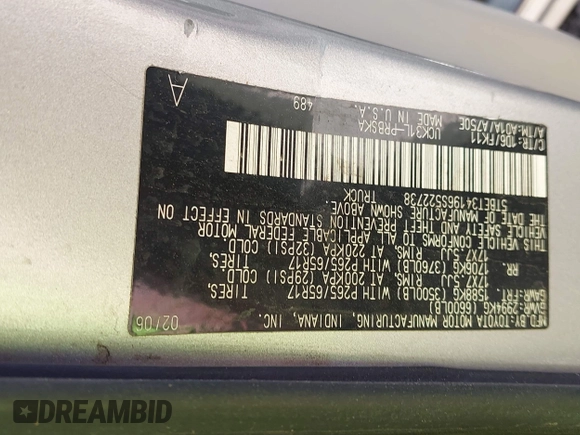 MFD BY: TOYOTA MOTOR MANUFACTURING, INDIANA, INC. 02/06
GVWR: 2994KG (6600LB)
GAWR: FRT. 1588KG (3500LB) WITH P265/65R17 TIRES,
17X7.5JJ RIMS, AT 200KPA (29PSI) COLD.
RR. 1706KG (3760LB) WITH P265/65R17 TIRES,
17X7.5JJ RIMS, AT 220KPA (32PSI) COLD.
THIS VEHICLE CONFORMS TO ALL APPLICABLE FEDERAL MOTOR
VEHICLE SAFETY AND THEFT PREVENTION STANDARDS IN EFFECT ON
THE DATE OF MANUFACTURE SHOWN ABOVE.
5TBET34196S522738 TRUCK
C/TR: 1D6/FK11 UCK31L-PRBSKA 489 A
A/TM: A01A/A750E MADE IN U.S.A.
DREAMBID